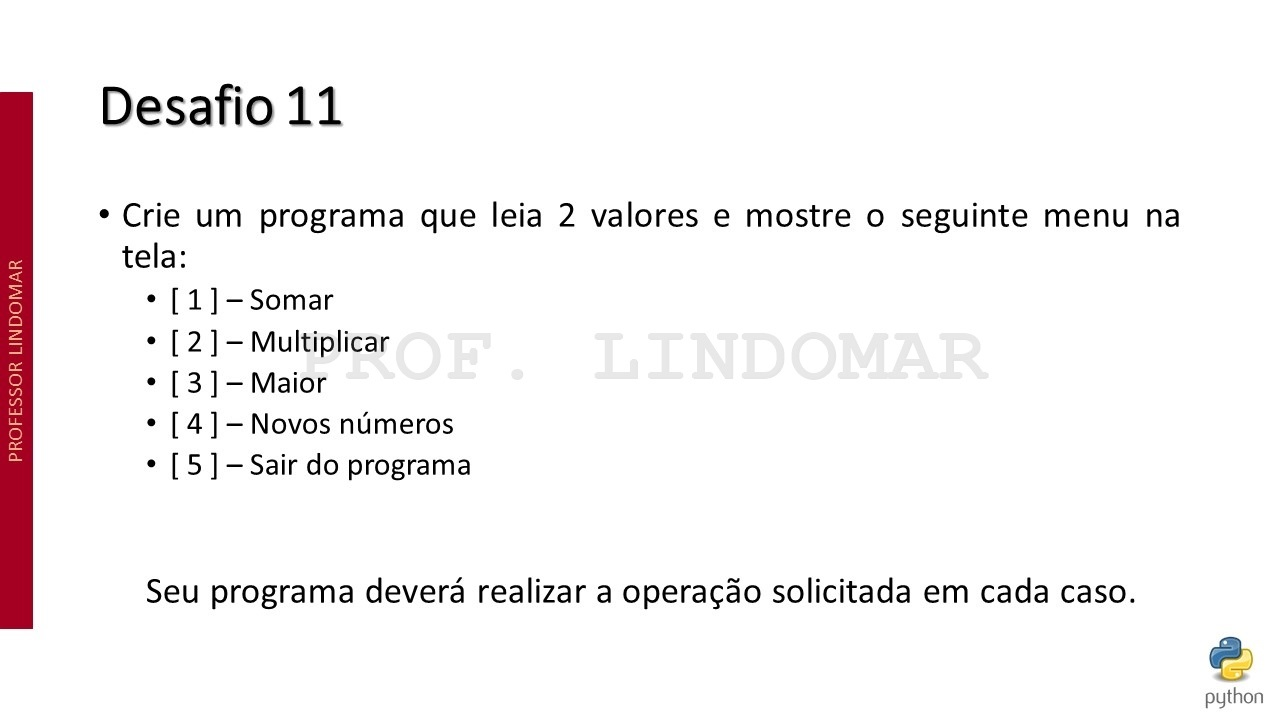 Desafio 11
• Crie um programa que leia 2 valores e mostre o seguinte menu na
tela:
• [ 1 ] – Somar
• [ 2 ] – Multiplicar
• [ 3 ] – Maior
• [ 4 ] – Novos números
• [ 5 ] – Sair do programa
Seu programa deverá realizar a operação solicitada em cada caso.
PROFESSOR LINDOMAR
PROF. LINDOMAR
python